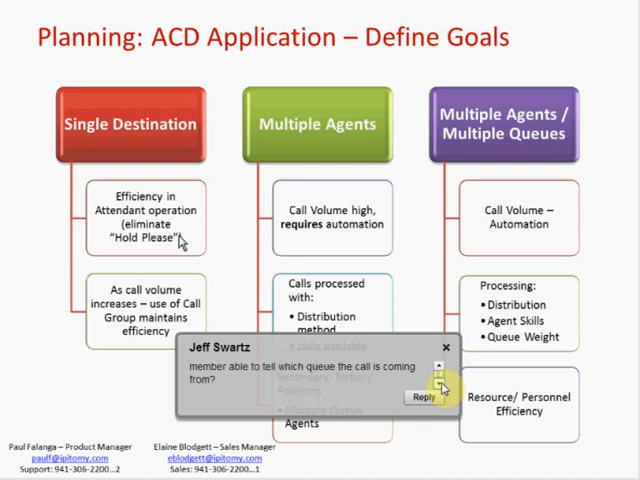 Planning: ACD Application – Define Goals
Single Destination
Efficiency in
Attendant operation
(eliminate
"Hold Please")
As call volume
increases – use of Call
Group maintains
efficiency
Multiple Agents
Call Volume high,
requires automation
Calls processed
with:
• Distribution
method
• skills available
Secondary, Tertiary
Positions
• Multiple Queue
Agents
Multiple Agents /
Multiple Queues
Call Volume –
Automation
Processing:
• Distribution
• Agent Skills
• Queue Weight
Resource/ Personnel
Efficiency
Jeff Swartz
member able to tell which queue the call is coming
from?
Reply
Paul Falanga – Product Manager
paulf@ipitomy.com
Support: 941-306-2200...2
Elaine Blodgett – Sales Manager
eblodgett@ipitomy.com
Sales: 941-306-2200...1